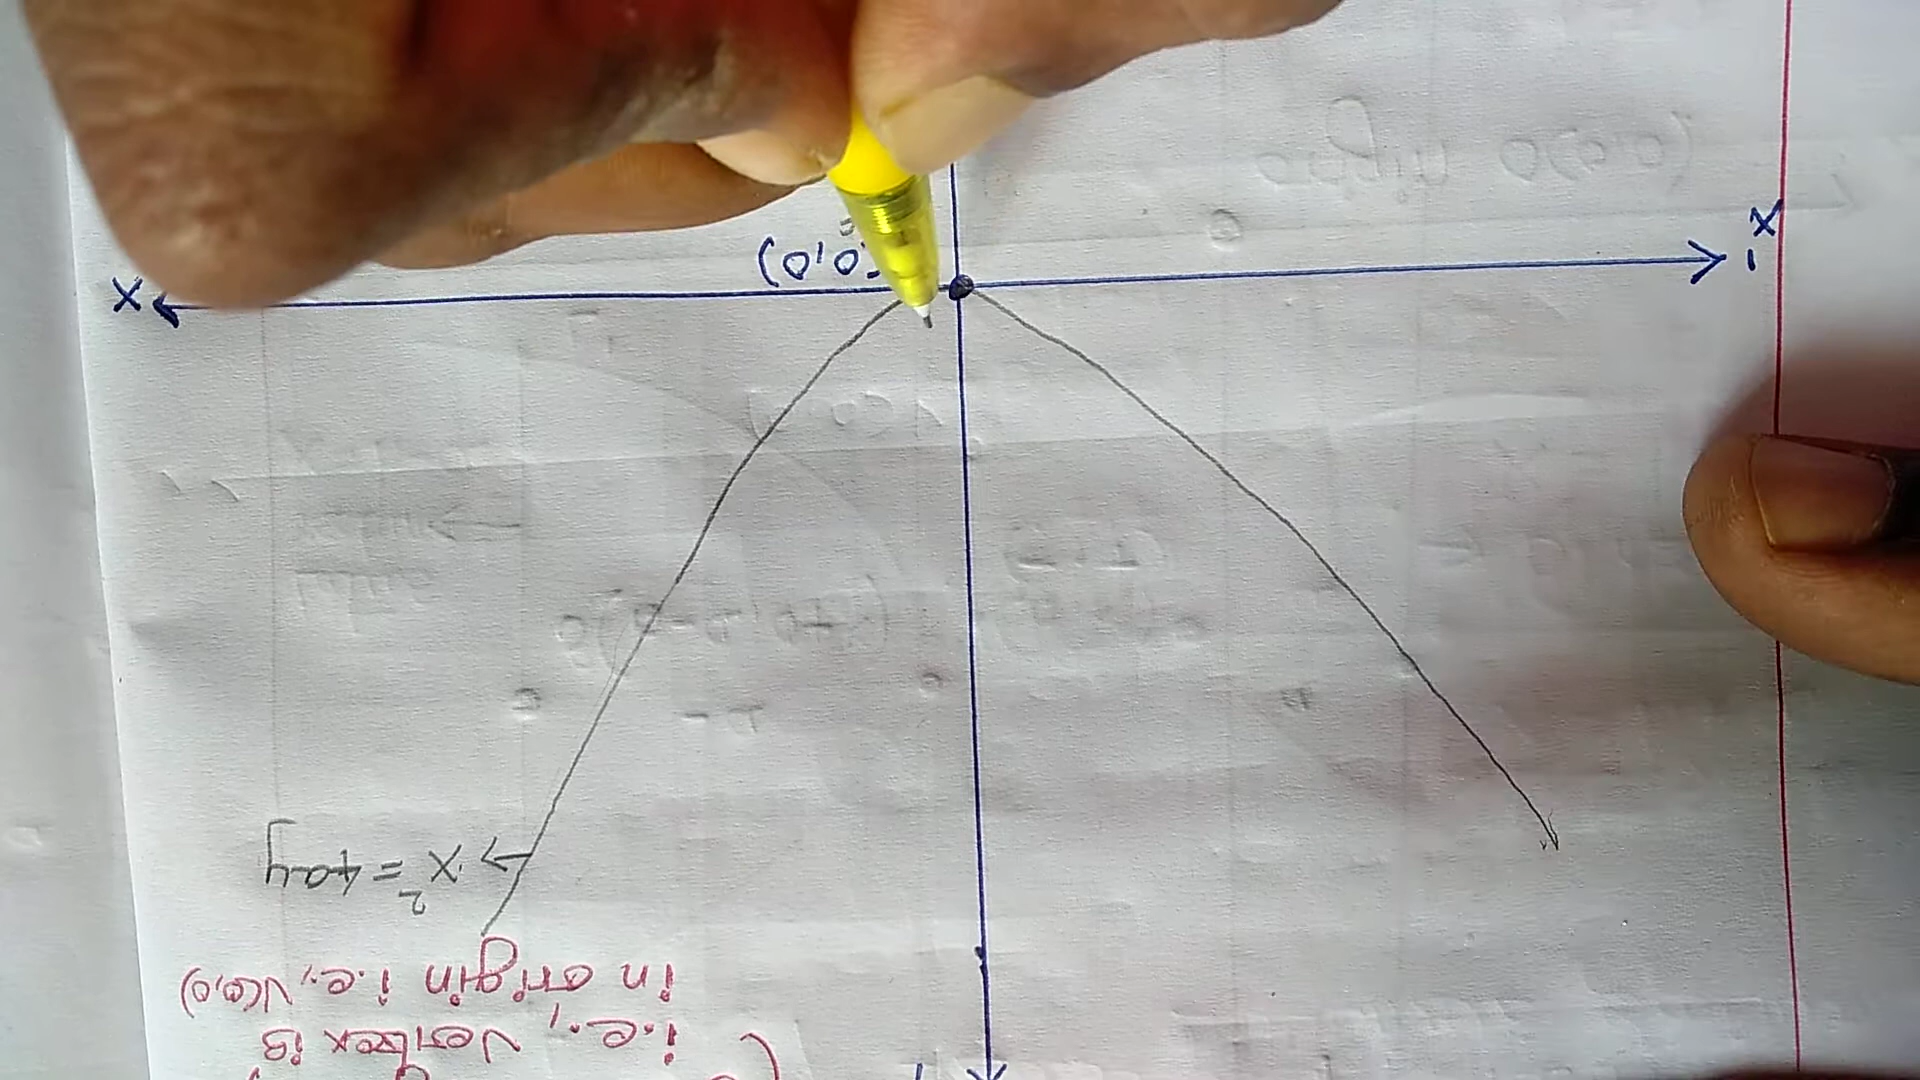 (i.e., Vertex is
in origin i.e., V(0,0)
x² = 4ay
X'
X
(0,0)